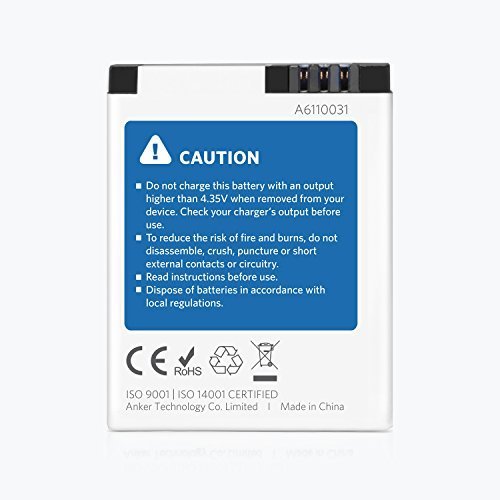 A6110031
CAUTION
Do not charge this battery with an output
higher than 4.35V when removed from your
device. Check your charger's output before
use.
To reduce the risk of fire and burns, do not
disassemble, crush, puncture or short
external contacts or circuitry.
Read instructions before use.
Dispose of batteries in accordance with
local regulations.
CE RoHS
ISO 9001 | ISO 14001 CERTIFIED
Anker Technology Co. Limited | Made in China